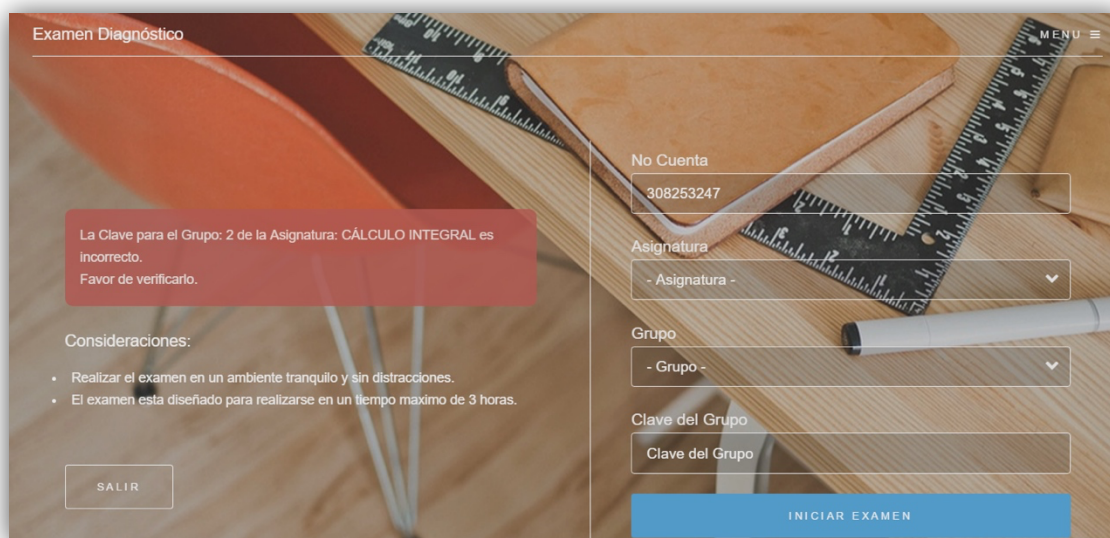 Examen Diagnóstico
MENU
La Clave para el Grupo: 2 de la Asignatura: CÁLCULO INTEGRAL es
incorrecto.
Favor de verificarlo.
Consideraciones:
Realizar el examen en un ambiente tranquilo y sin distracciones.
El examen esta diseñado para realizarse en un tiempo maximo de 3 horas.
SALIR
No Cuenta
308253247
Asignatura
- Asignatura -
Grupo
- Grupo -
Clave del Grupo
Clave del Grupo
INICIAR EXAMEN